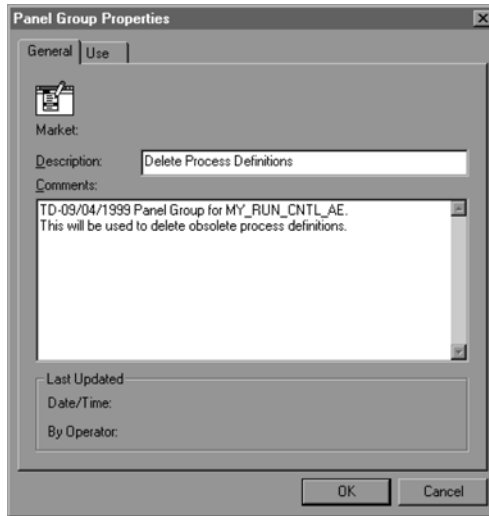 Panel Group Properties
General Use
Market:
Description: Delete Process Definitions
Comments:
TD-09/04/1999 Panel Group for MY_RUN_CNTL_AE.
This will be used to delete obsolete process definitions.
Last Updated
Date/Time:
By Operator:
OK Cancel